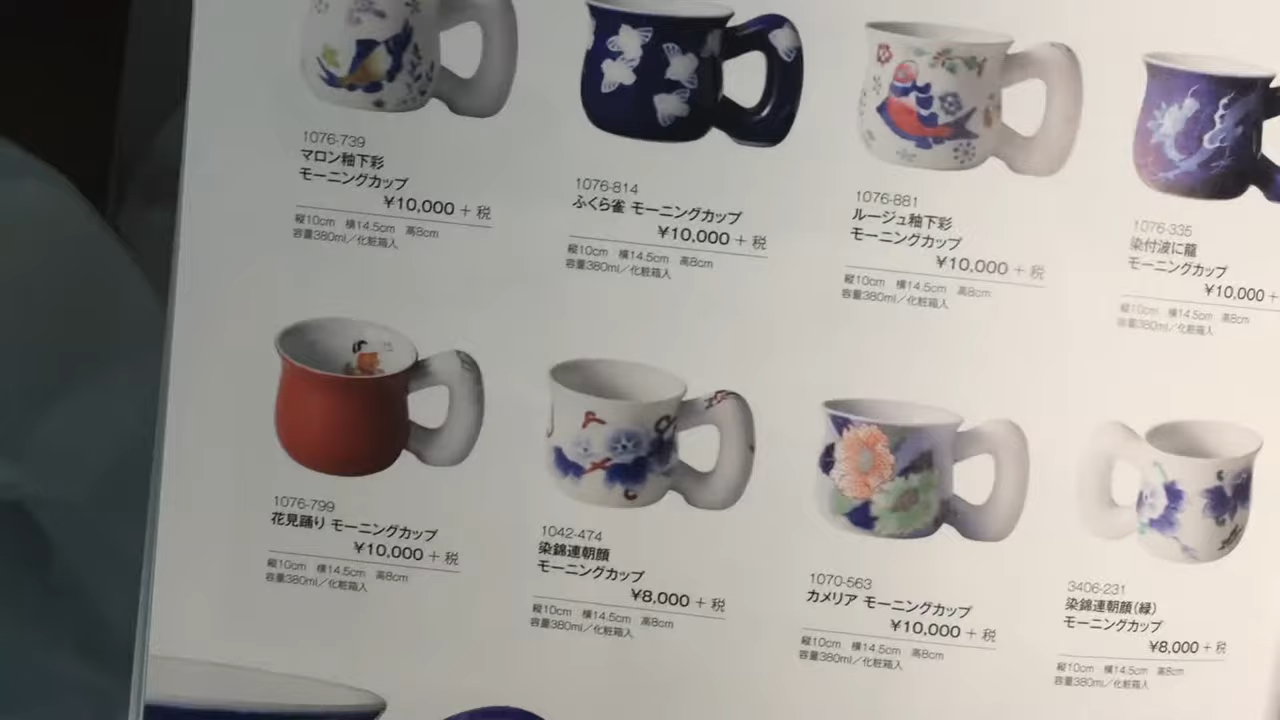 1076-739
マロン釉下彩
モーニングカップ
¥10,000 + 税
縦10cm 横14.5cm 高8cm
容量380ml／化粧箱入
1076-814
ふくら雀 モーニングカップ
¥10,000 + 税
縦10cm 横14.5cm 高8cm
容量380ml／化粧箱入
1076-881
ルージュ釉下彩
モーニングカップ
¥10,000 + 税
縦10cm 横14.5cm 高8cm
容量380ml／化粧箱入
1076-335
染付波に龍
モーニングカップ
¥10,000 +
縦10cm 横14.5cm 高8cm
容量380ml／化粧箱入
1076-799
花見踊り モーニングカップ
¥10,000 + 税
縦10cm 横14.5cm 高8cm
容量380ml／化粧箱入
1042-474
染錦連朝顔
モーニングカップ
¥8,000 + 税
縦10cm 横14.5cm 高8cm
容量380ml／化粧箱入
1070-563
カメリア モーニングカップ
¥10,000 + 税
縦10cm 横14.5cm 高8cm
容量380ml／化粧箱入
3406-231
染錦連朝顔(緑)
モーニングカップ
¥8,000 + 税
縦10cm 横14.5cm 高8cm
容量380ml／化粧箱入